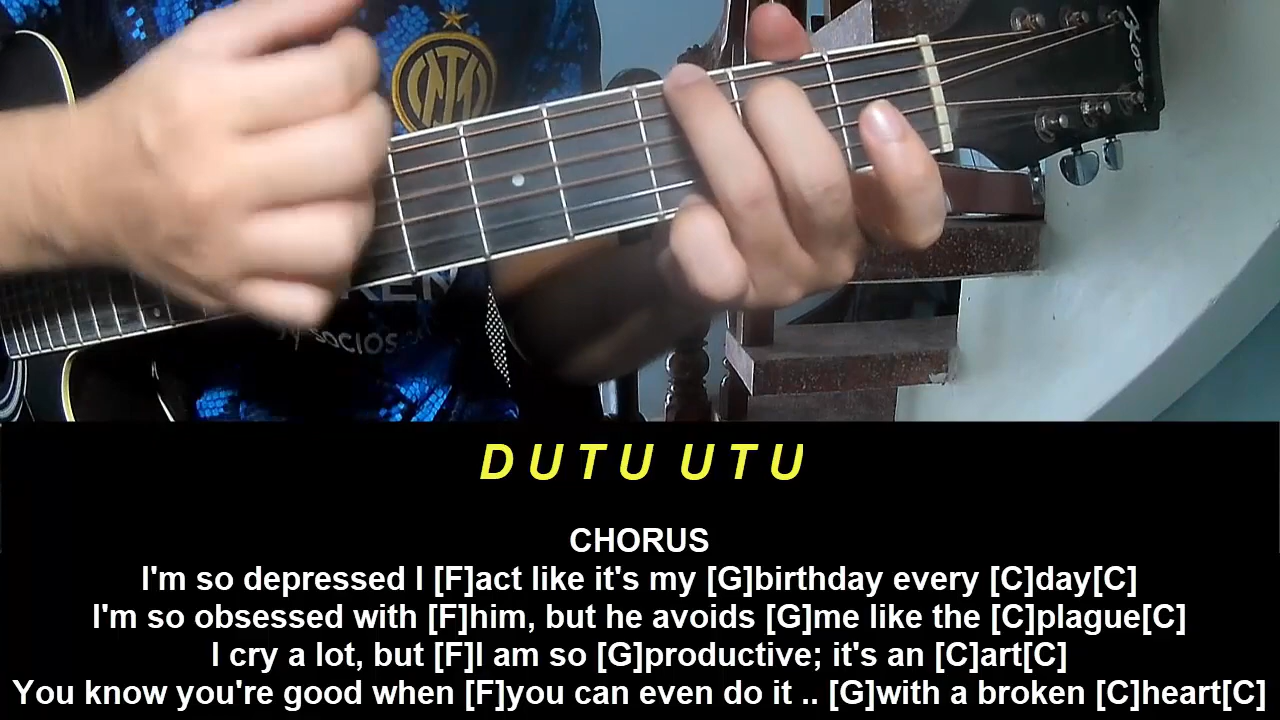 SOCIOS
D U T U U T U
CHORUS
I'm so depressed I [F]act like it's my [G]birthday every [C]day[C]
I'm so obsessed with [F]him, but he avoids [G]me like the [C]plague[C]
I cry a lot, but [F]I am so [G]productive; it's an [C]art[C]
You know you're good when [F]you can even do it .. [G]with a broken [C]heart[C]